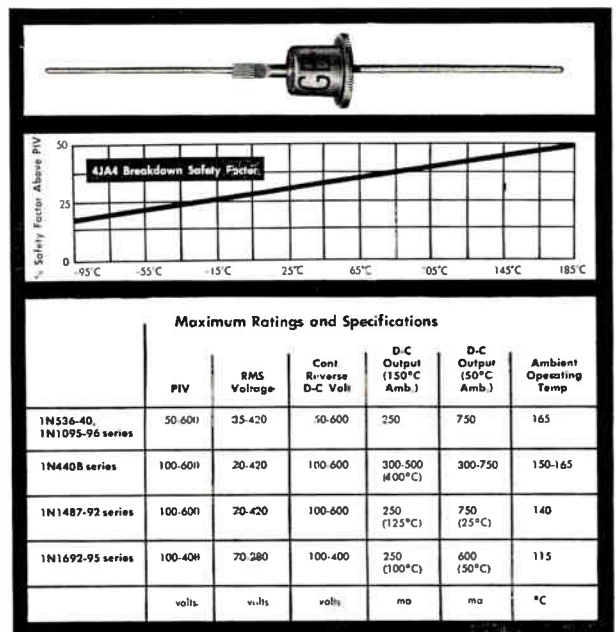 GE
50
25
0
% Safety Factor Above PIV
4JA4 Breakdown Safety Factor
-95°C -55°C -15°C 25°C 65°C 105°C 145°C 185°C
Maximum Ratings and Specifications
PIV
RMS
Voltage
Cont.
Reverse
D-C Volt
D-C
Output
(150°C
Amb.)
D-C
Output
(50°C
Amb.)
Ambient
Operating
Temp
1N536-40,
1N1095-96 series
50-600 35-420 50-600 250 750 165
1N440B series 100-600 20-420 100-600 300-500 300-750 150-165
(400°C)
1N1487-92 series 100-600 70-420 100-600 250 750 140
(125°C) (25°C)
1N1692-95 series 100-400 70-280 100-400 250 600 115
(100°C) (50°C)
volts volts volts ma ma °C